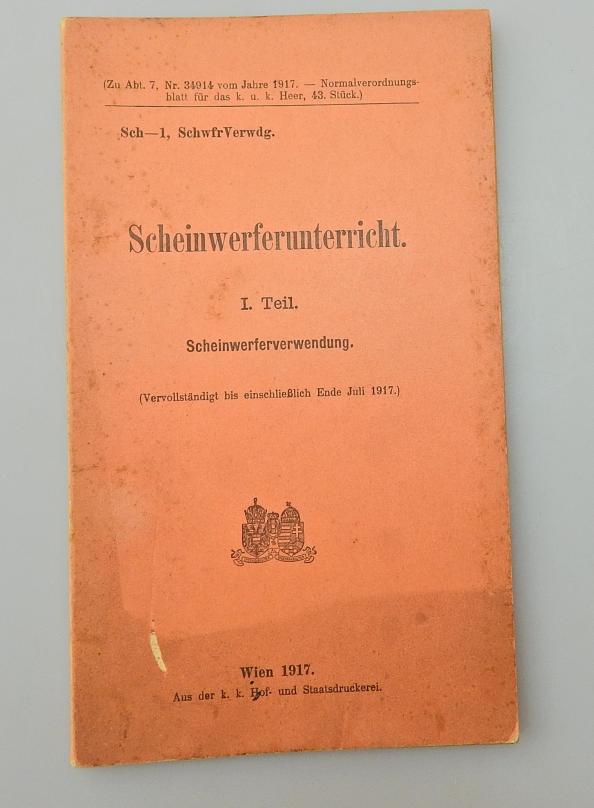 (Zu Abt. 7, Nr. 34914 vom Jahre 1917. — Normalverordnungs-
blatt für das k. u. k. Heer, 43. Stück.)
Sch—1, SchwfrVerwdg.
Scheinwerferunterricht.
I. Teil.
Scheinwerferverwendung.
(Vervollständigt bis einschließlich Ende Juli 1917.)
Wien 1917.
Aus der k. k. Hof- und Staatsdruckerei.